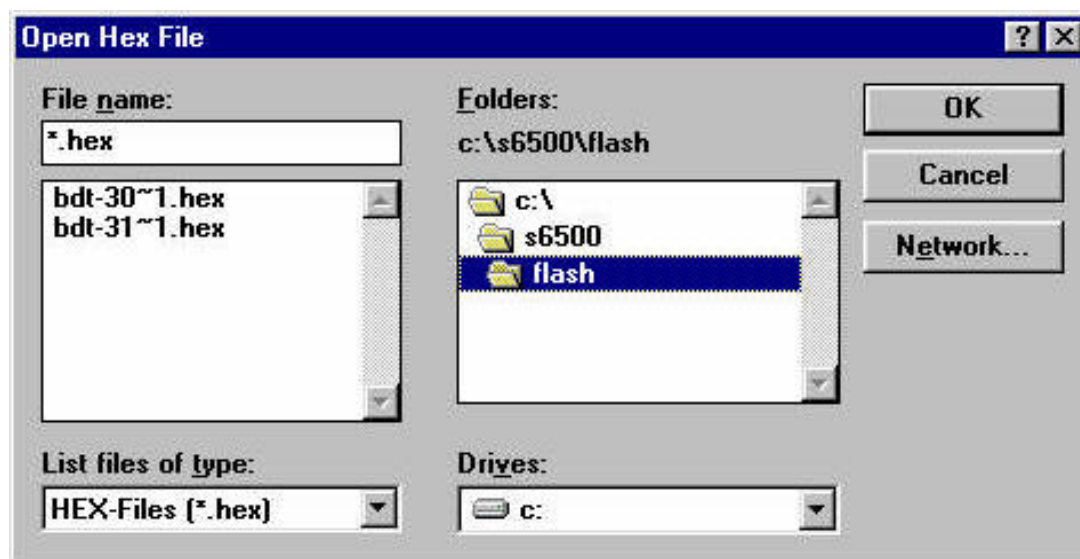 Open Hex File
File name:
*.hex
bdt-30~1.hex
bdt-31~1.hex
List files of type:
HEX-Files (*.hex)
Folders:
c:\s6500\flash
c:\
s6500
flash
Drives:
c:
OK
Cancel
Network...